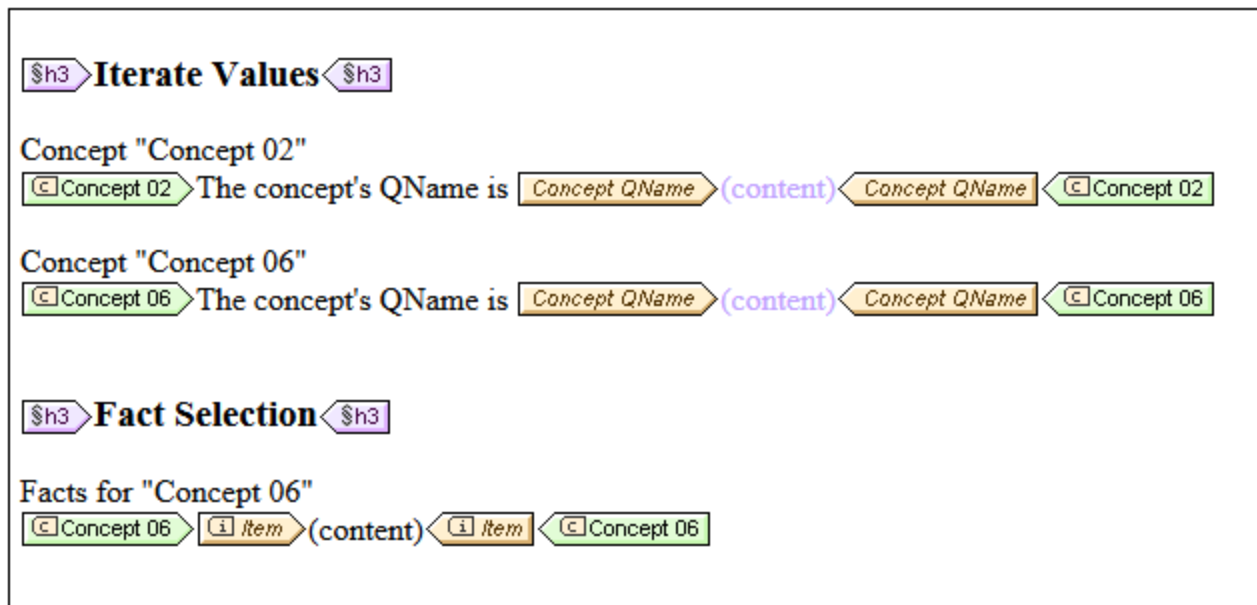 §h3 Iterate Values §h3
Concept "Concept 02"
C Concept 02 The concept's QName is Concept QName (content) Concept QName C Concept 02
Concept "Concept 06"
C Concept 06 The concept's QName is Concept QName (content) Concept QName C Concept 06
§h3 Fact Selection §h3
Facts for "Concept 06"
C Concept 06 i Item (content) i Item C Concept 06